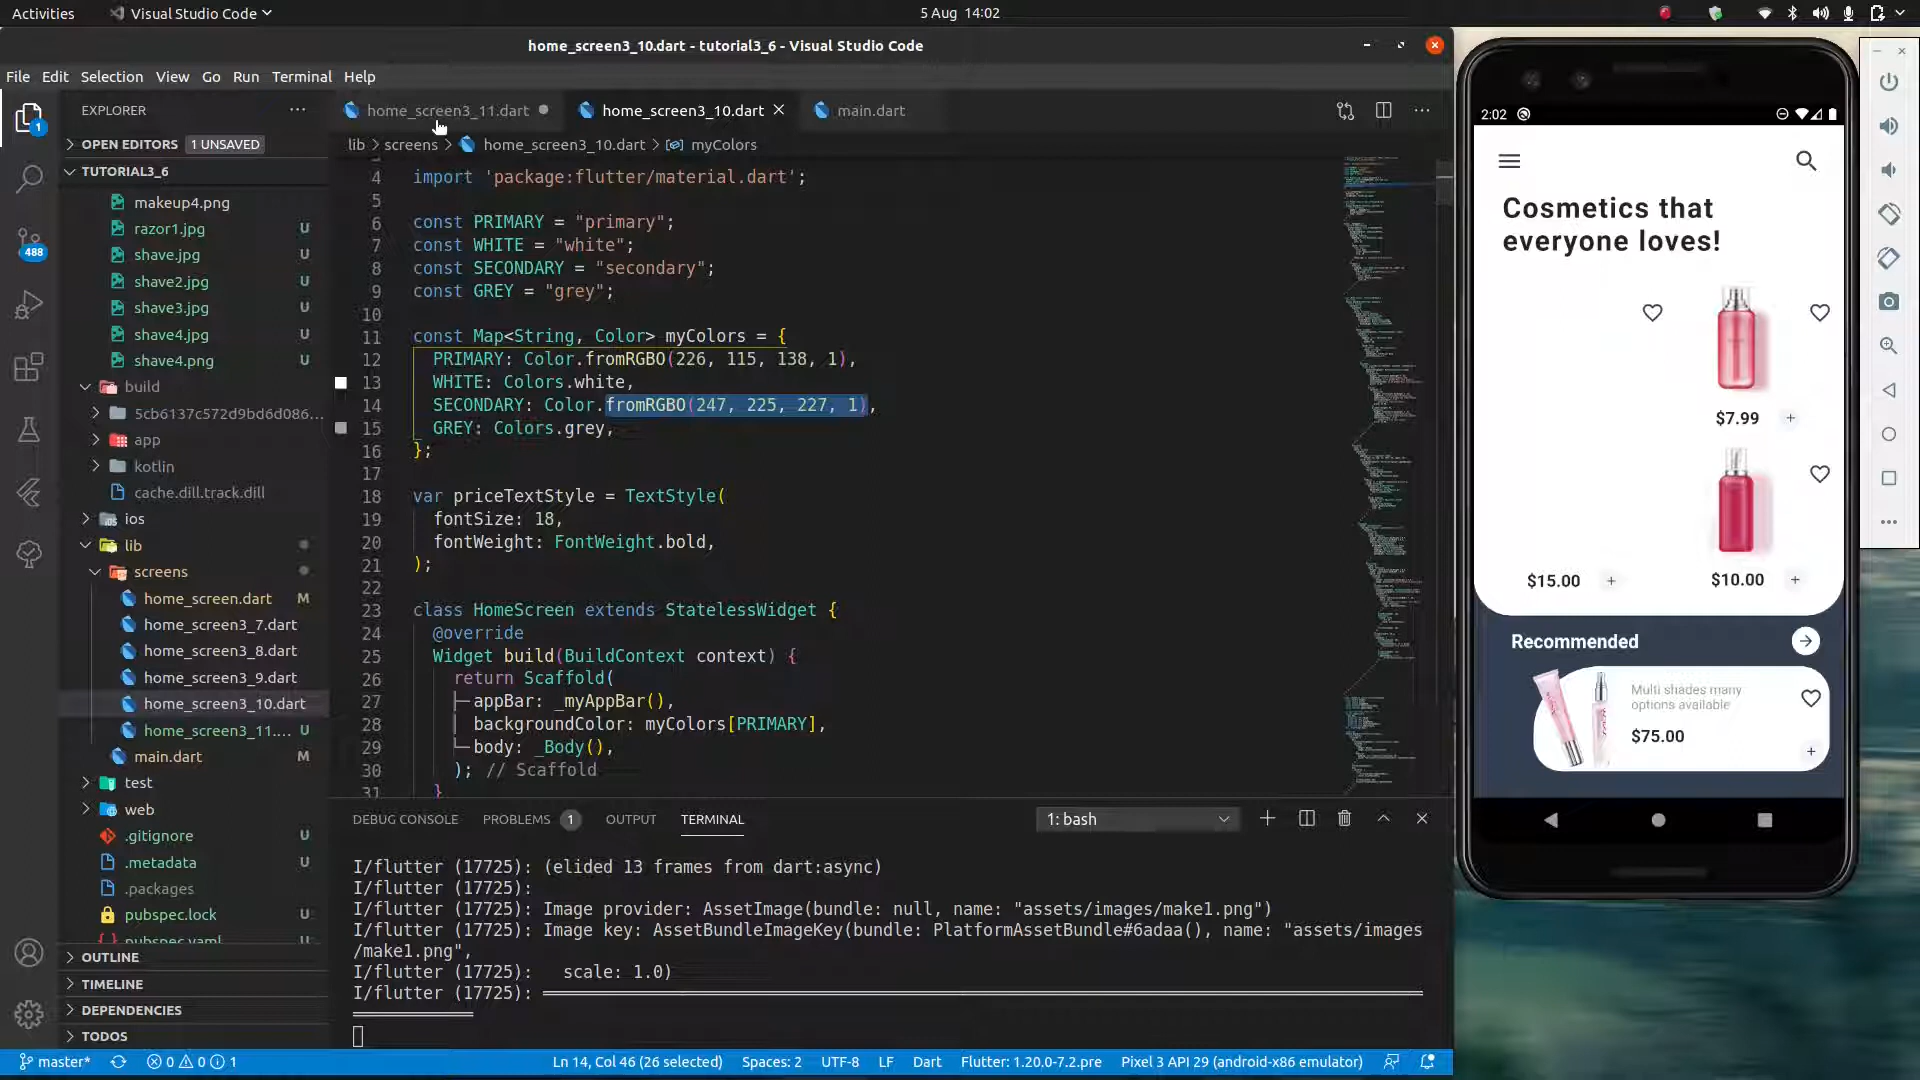 Activities
Visual Studio Code
5 Aug 14:02
home_screen3_10.dart - tutorial3_6 - Visual Studio Code
File Edit Selection View Go Run Terminal Help
EXPLORER
OPEN EDITORS 1 UNSAVED
TUTORIAL3_6
makeup4.png
razor1.jpg U
shave.jpg U
shave2.jpg U
shave3.jpg U
shave4.jpg U
shave4.png U
build
5cb6137c572d9bd6d086...
app
kotlin
cache.dill.track.dill
ios
lib
screens
home_screen.dart M
home_screen3_7.dart
home_screen3_8.dart
home_screen3_9.dart
home_screen3_10.dart
home_screen3_11.... U
main.dart M
test
web
.gitignore U
.metadata U
.packages
pubspec.lock U
pubspec.yaml
OUTLINE
TIMELINE
DEPENDENCIES
TODOS
1
488
home_screen3_11.dart
home_screen3_10.dart
main.dart
lib > screens > home_screen3_10.dart > myColors
4 import 'package:flutter/material.dart';
5
6 const PRIMARY = "primary";
7 const WHITE = "white";
8 const SECONDARY = "secondary";
9 const GREY = "grey";
10
11 const Map<String, Color> myColors = {
12 PRIMARY: Color.fromRGBO(226, 115, 138, 1),
13 WHITE: Colors.white,
14 SECONDARY: Color.fromRGBO(247, 225, 227, 1),
15 GREY: Colors.grey,
16 };
17
18 var priceTextStyle = TextStyle(
19 fontSize: 18,
20 fontWeight: FontWeight.bold,
21 );
22
23 class HomeScreen extends StatelessWidget {
24 @override
25 Widget build(BuildContext context) {
26 return Scaffold(
27 appBar: _myAppBar(),
28 backgroundColor: myColors[PRIMARY],
29 body: _Body(),
30 ); // Scaffold
31 }
DEBUG CONSOLE PROBLEMS 1 OUTPUT TERMINAL
1: bash
I/flutter (17725): (elided 13 frames from dart:async)
I/flutter (17725):
I/flutter (17725): Image provider: AssetImage(bundle: null, name: "assets/images/make1.png")
I/flutter (17725): Image key: AssetBundleImageKey(bundle: PlatformAssetBundle#6adaa(), name: "assets/images
/make1.png",
I/flutter (17725): scale: 1.0)
I/flutter (17725):
master*
0 0 1
Ln 14, Col 46 (26 selected)
Spaces: 2
UTF-8
LF
Dart
Flutter: 1.20.0-7.2.pre
Pixel 3 API 29 (android-x86 emulator)
2:02
Cosmetics that
everyone loves!
$7.99 +
$15.00 +
$10.00 +
Recommended
Multi shades many
options available
$75.00
+